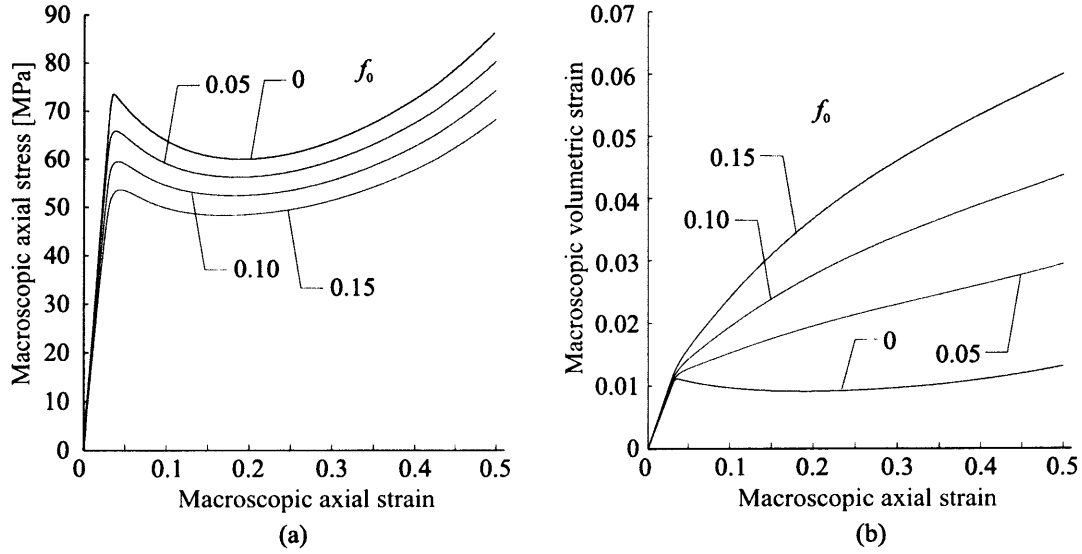 Macroscopic axial stress [MPa]
90
80
70
60
50
40
30
20
10
0
0 0.1 0.2 0.3 0.4 0.5
0.05
0
f₀
0.10
0.15
Macroscopic axial strain
(a)
Macroscopic volumetric strain
0.07
0.06
0.05
0.04
0.03
0.02
0.01
0
0 0.1 0.2 0.3 0.4 0.5
f₀
0.15
0.10
0
0.05
Macroscopic axial strain
(b)